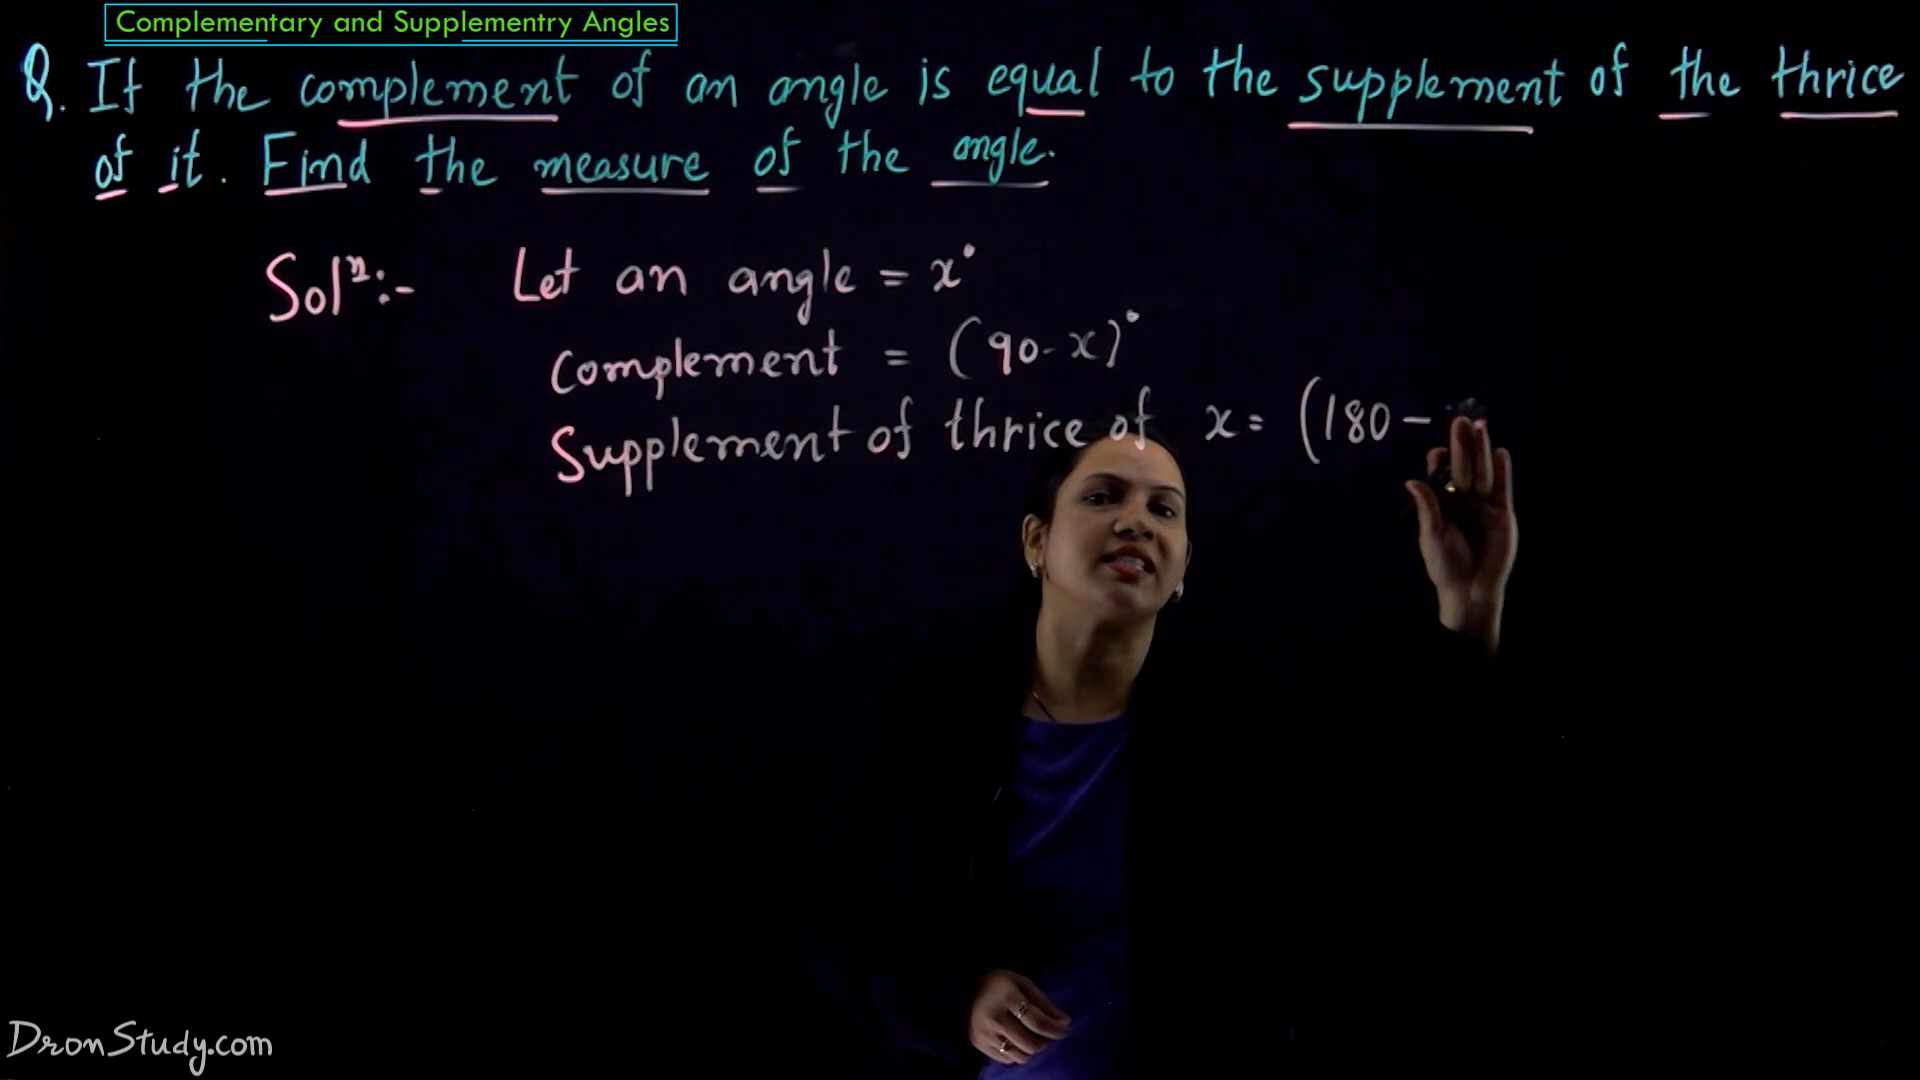 Complementary and Supplementry Angles
Q. If the complement of an angle is equal to the supplement of the thrice
of it. Find the measure of the angle.
Solⁿ:- Let an angle = x°
Complement = (90-x)°
Supplement of thrice of x = (180 -
DronStudy.com